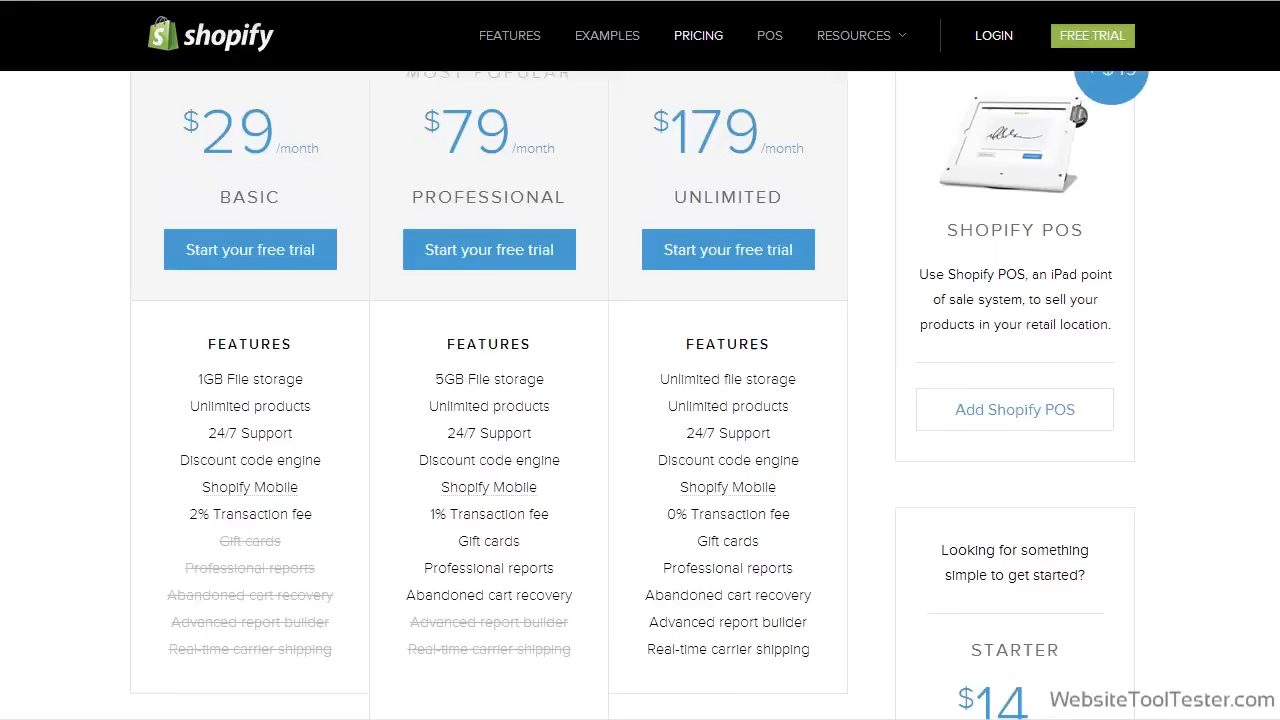 shopify
FEATURES EXAMPLES PRICING POS RESOURCES LOGIN FREE TRIAL
MOST POPULAR
$29/month
BASIC
Start your free trial
FEATURES
1GB File storage
Unlimited products
24/7 Support
Discount code engine
Shopify Mobile
2% Transaction fee
Gift cards
Professional reports
Abandoned cart recovery
Advanced report builder
Real-time carrier shipping
$79/month
PROFESSIONAL
Start your free trial
FEATURES
5GB File storage
Unlimited products
24/7 Support
Discount code engine
Shopify Mobile
1% Transaction fee
Gift cards
Professional reports
Abandoned cart recovery
Advanced report builder
Real-time carrier shipping
$179/month
UNLIMITED
Start your free trial
FEATURES
Unlimited file storage
Unlimited products
24/7 Support
Discount code engine
Shopify Mobile
0% Transaction fee
Gift cards
Professional reports
Abandoned cart recovery
Advanced report builder
Real-time carrier shipping
SHOPIFY POS
Use Shopify POS, an iPad point
of sale system, to sell your
products in your retail location.
Add Shopify POS
Looking for something
simple to get started?
STARTER
$14
WebsiteToolTester.com